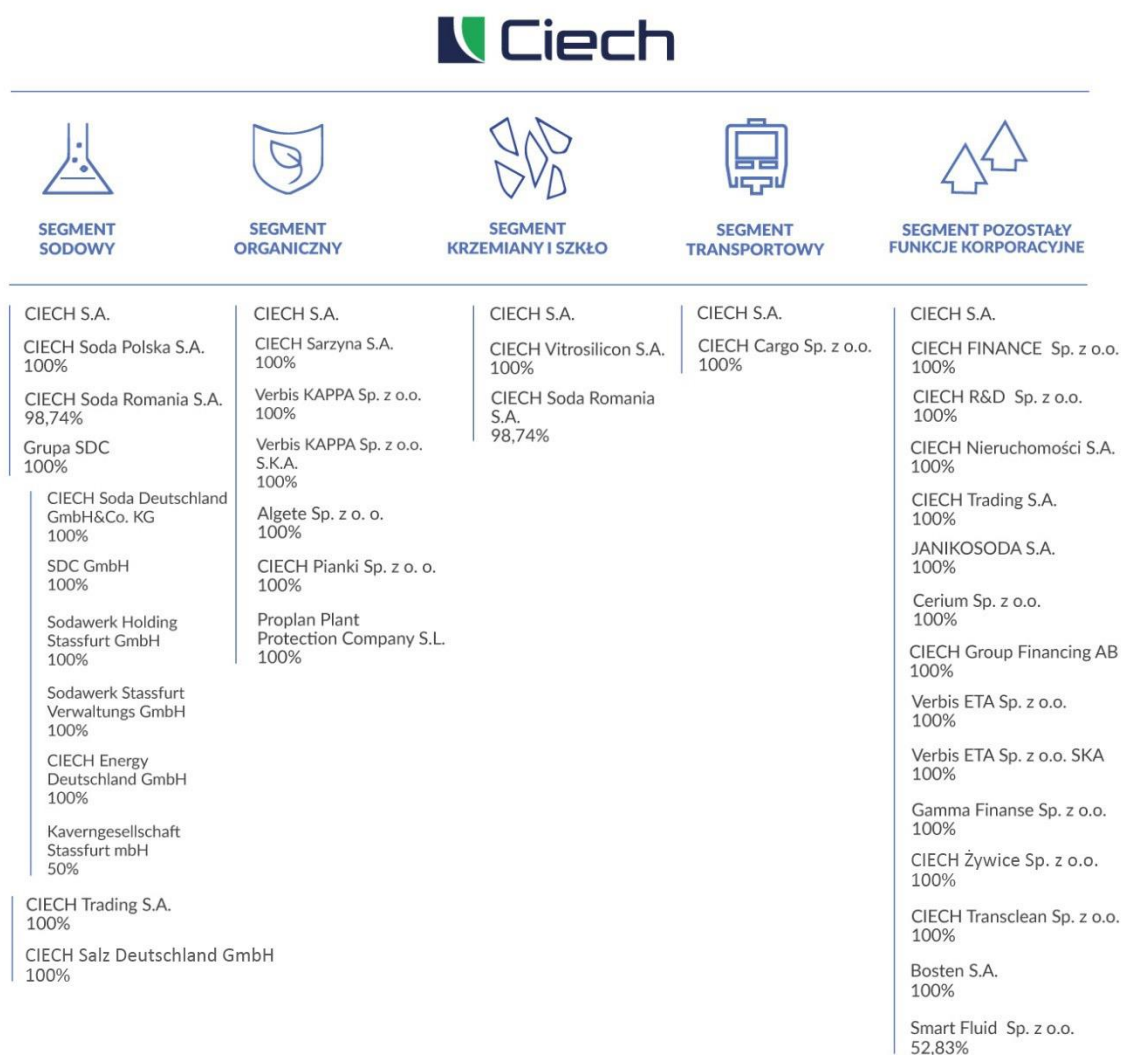 Ciech
SEGMENT
SODOWY
SEGMENT
ORGANICZNY
SEGMENT
KRZEMIANY I SZKŁO
SEGMENT
TRANSPORTOWY
SEGMENT POZOSTAŁY
FUNKCJE KORPORACYJNE
CIECH S.A.
CIECH Soda Polska S.A.
100%
CIECH Soda Romania S.A.
98,74%
Grupa SDC
100%
CIECH Soda Deutschland
GmbH&Co. KG
100%
SDC GmbH
100%
Sodawerk Holding
Stassfurt GmbH
100%
Sodawerk Stassfurt
Verwaltungs GmbH
100%
CIECH Energy
Deutschland GmbH
100%
Kaverngesellschaft
Stassfurt mbH
50%
CIECH Trading S.A.
100%
CIECH Salz Deutschland GmbH
100%
CIECH S.A.
CIECH Sarzyna S.A.
100%
Verbis KAPPA Sp. z o.o.
100%
Verbis KAPPA Sp. z o.o.
S.K.A.
100%
Algete Sp. z o. o.
100%
CIECH Pianki Sp. z o. o.
100%
Proplan Plant
Protection Company S.L.
100%
CIECH S.A.
CIECH Vitrosilicon S.A.
100%
CIECH Soda Romania
S.A.
98,74%
CIECH S.A.
CIECH Cargo Sp. z o.o.
100%
CIECH S.A.
CIECH FINANCE Sp. z o.o.
100%
CIECH R&D Sp. z o.o.
100%
CIECH Nieruchomości S.A.
100%
CIECH Trading S.A.
100%
JANIKOSODA S.A.
100%
Cerium Sp. z o.o.
100%
CIECH Group Financing AB
100%
Verbis ETA Sp. z o.o.
100%
Verbis ETA Sp. z o.o. SKA
100%
Gamma Finanse Sp. z o.o.
100%
CIECH Żywice Sp. z o.o.
100%
CIECH Transclean Sp. z o.o.
100%
Bosten S.A.
100%
Smart Fluid Sp. z o.o.
52,83%